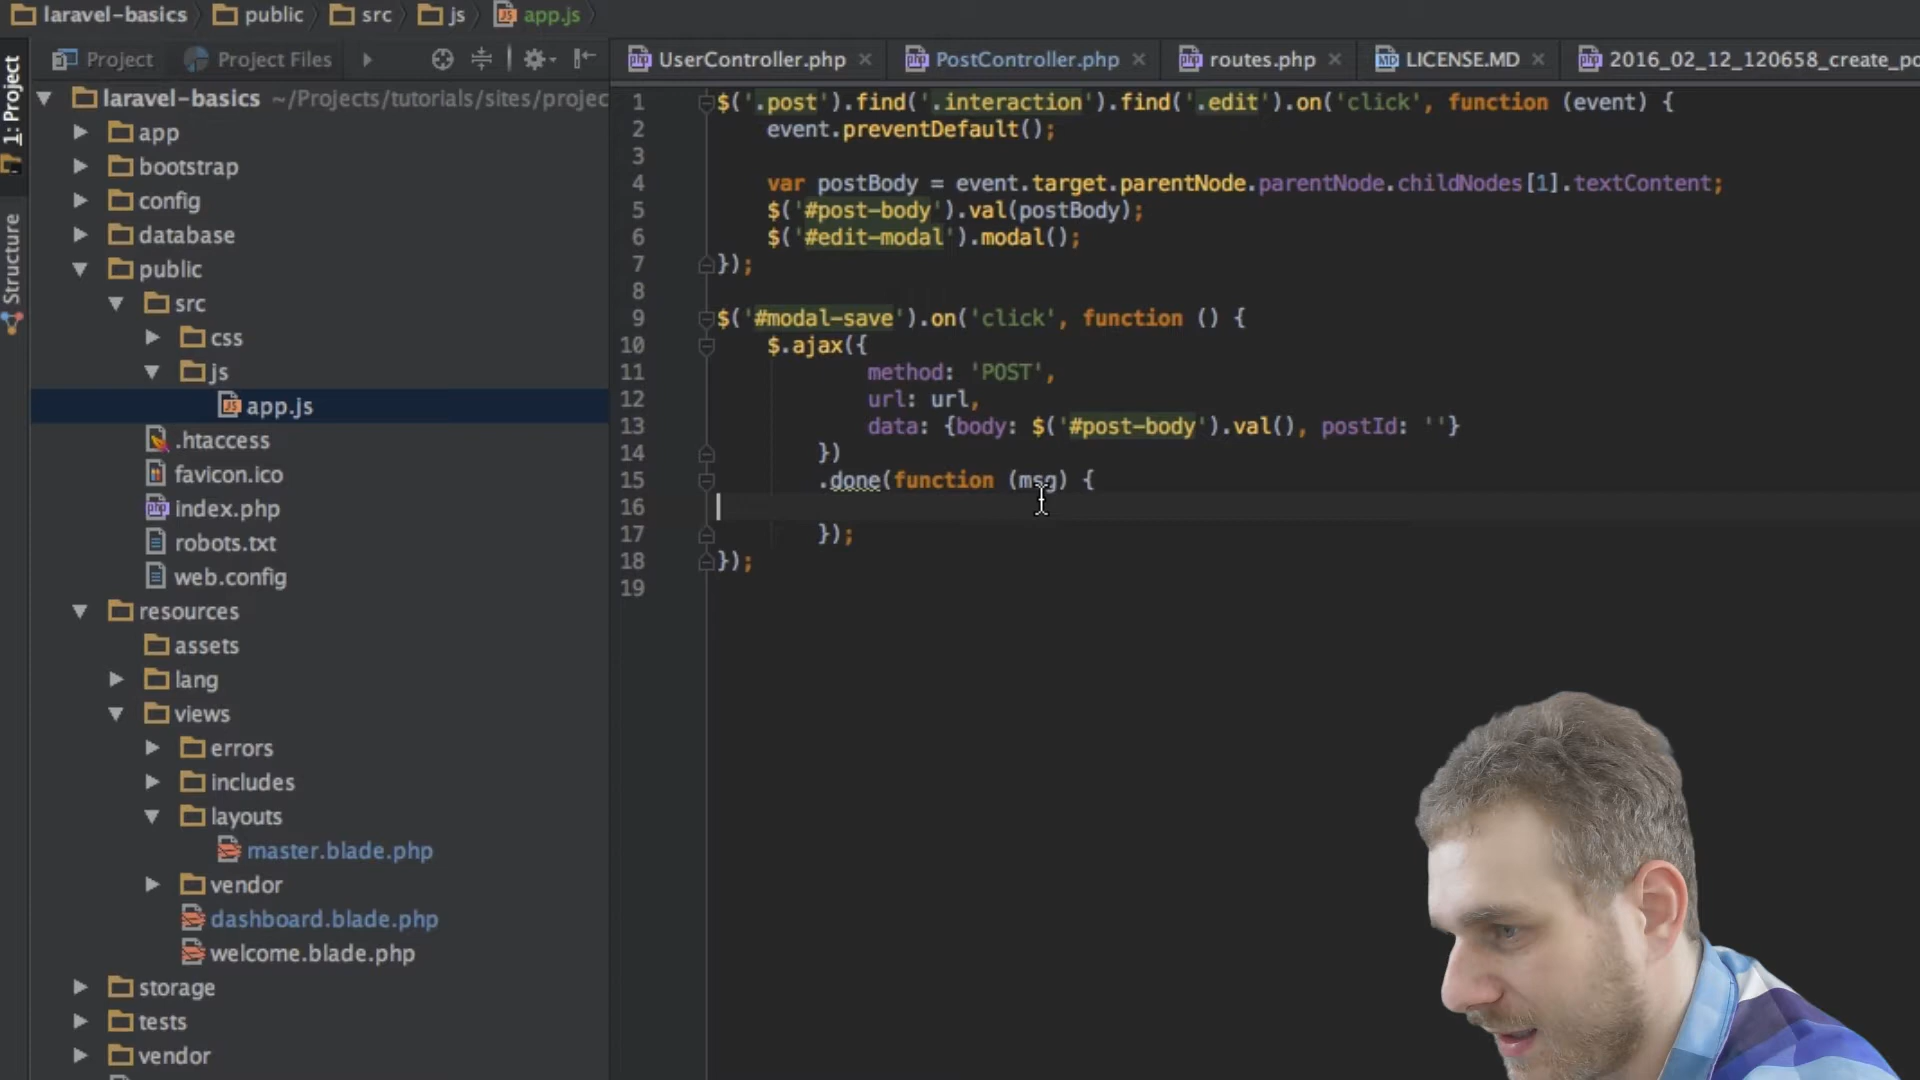 laravel-basics public src js app.js
1: Project
Structure
Project Project Files
UserController.php PostController.php routes.php LICENSE.MD 2016_02_12_120658_create_po
laravel-basics ~/Projects/tutorials/sites/projec
app
bootstrap
config
database
public
src
css
js
app.js
.htaccess
favicon.ico
index.php
robots.txt
web.config
resources
assets
lang
views
errors
includes
layouts
master.blade.php
vendor
dashboard.blade.php
welcome.blade.php
storage
tests
vendor
1 $('.post').find('.interaction').find('.edit').on('click', function (event) {
2 event.preventDefault();
3
4 var postBody = event.target.parentNode.parentNode.childNodes[1].textContent;
5 $('#post-body').val(postBody);
6 $('#edit-modal').modal();
7 });
8
9 $('#modal-save').on('click', function () {
10 $.ajax({
11 method: 'POST',
12 url: url,
13 data: {body: $('#post-body').val(), postId: ''}
14 })
15 .done(function (msg) {
16
17 });
18 });
19